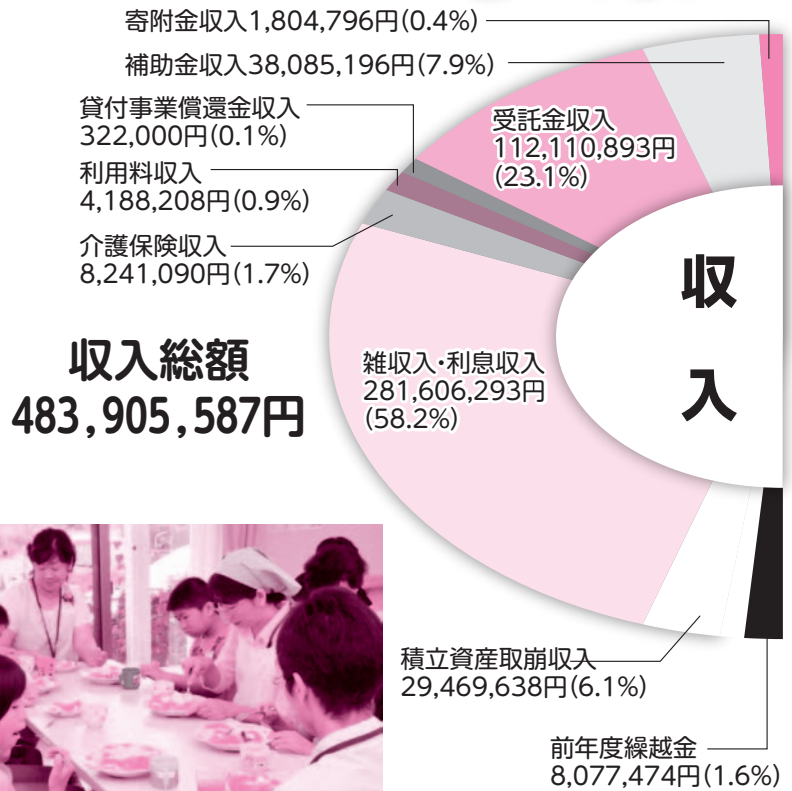 寄附金収入1,804,796円(0.4%)
補助金収入38,085,196円(7.9%)
貸付事業償還金収入
322,000円(0.1%)
利用料収入
4,188,208円(0.9%)
介護保険収入
8,241,090円(1.7%)
受託金収入
112,110,893円
(23.1%)
収入
収入総額
483,905,587円
雑収入・利息収入
281,606,293円
(58.2%)
積立資産取崩収入
29,469,638円(6.1%)
前年度繰越金
8,077,474円(1.6%)